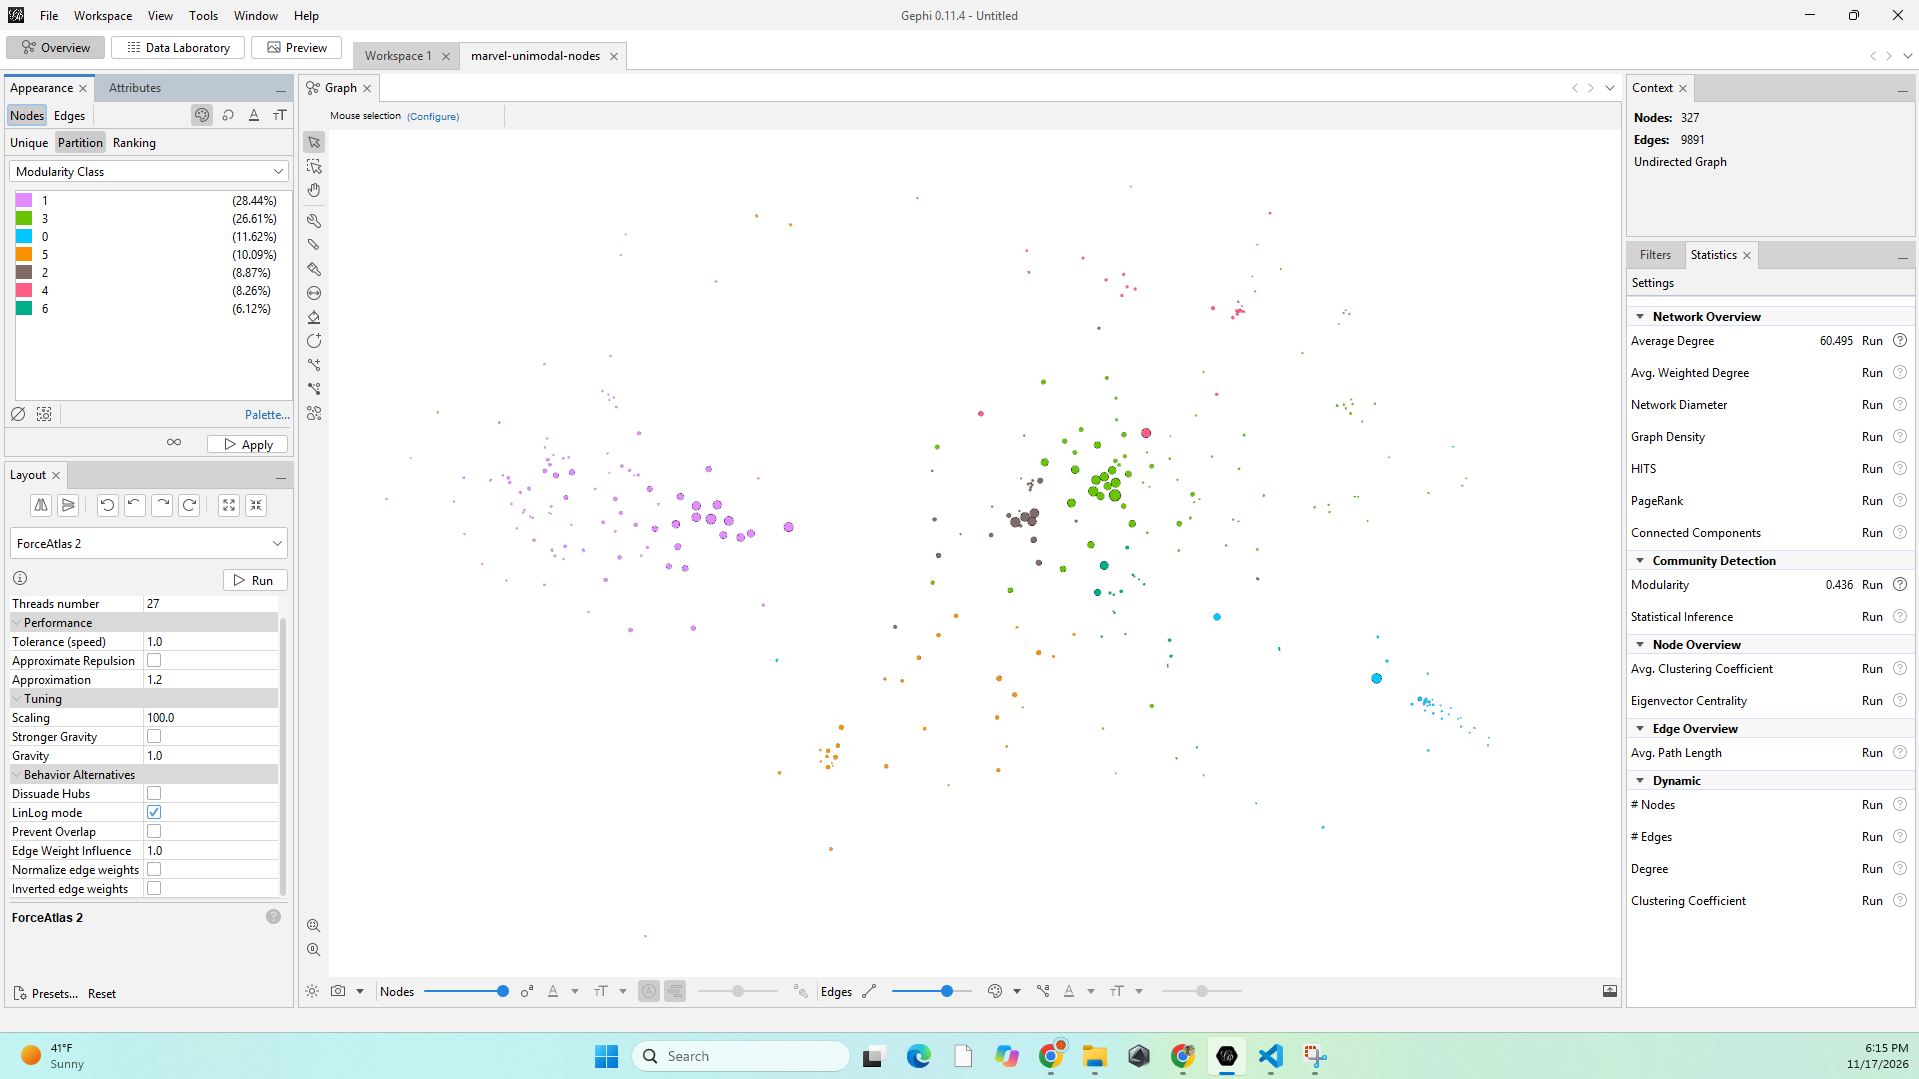 File Workspace View Tools Window Help
Gephi 0.11.4 - Untitled
Overview Data Laboratory Preview
Workspace 1 marvel-unimodal-nodes
Appearance Attributes
Nodes Edges
Unique Partition Ranking
Modularity Class
1 (28.44%)
3 (26.61%)
0 (11.62%)
5 (10.09%)
2 (8.87%)
4 (8.26%)
6 (6.12%)
Palette...
Apply
Layout
ForceAtlas 2
Run
Threads number 27
Performance
Tolerance (speed) 1.0
Approximate Repulsion
Approximation 1.2
Tuning
Scaling 100.0
Stronger Gravity
Gravity 1.0
Behavior Alternatives
Dissuade Hubs
LinLog mode
Prevent Overlap
Edge Weight Influence 1.0
Normalize edge weights
Inverted edge weights
ForceAtlas 2
Presets... Reset
Graph
Mouse selection (Configure)
Nodes
Edges
Context
Nodes: 327
Edges: 9891
Undirected Graph
Filters Statistics
Settings
Network Overview
Average Degree 60.495 Run
Avg. Weighted Degree Run
Network Diameter Run
Graph Density Run
HITS Run
PageRank Run
Connected Components Run
Community Detection
Modularity 0.436 Run
Statistical Inference Run
Node Overview
Avg. Clustering Coefficient Run
Eigenvector Centrality Run
Edge Overview
Avg. Path Length Run
Dynamic
# Nodes Run
# Edges Run
Degree Run
Clustering Coefficient Run
41°F
Sunny
Search
6:15 PM
11/17/2026